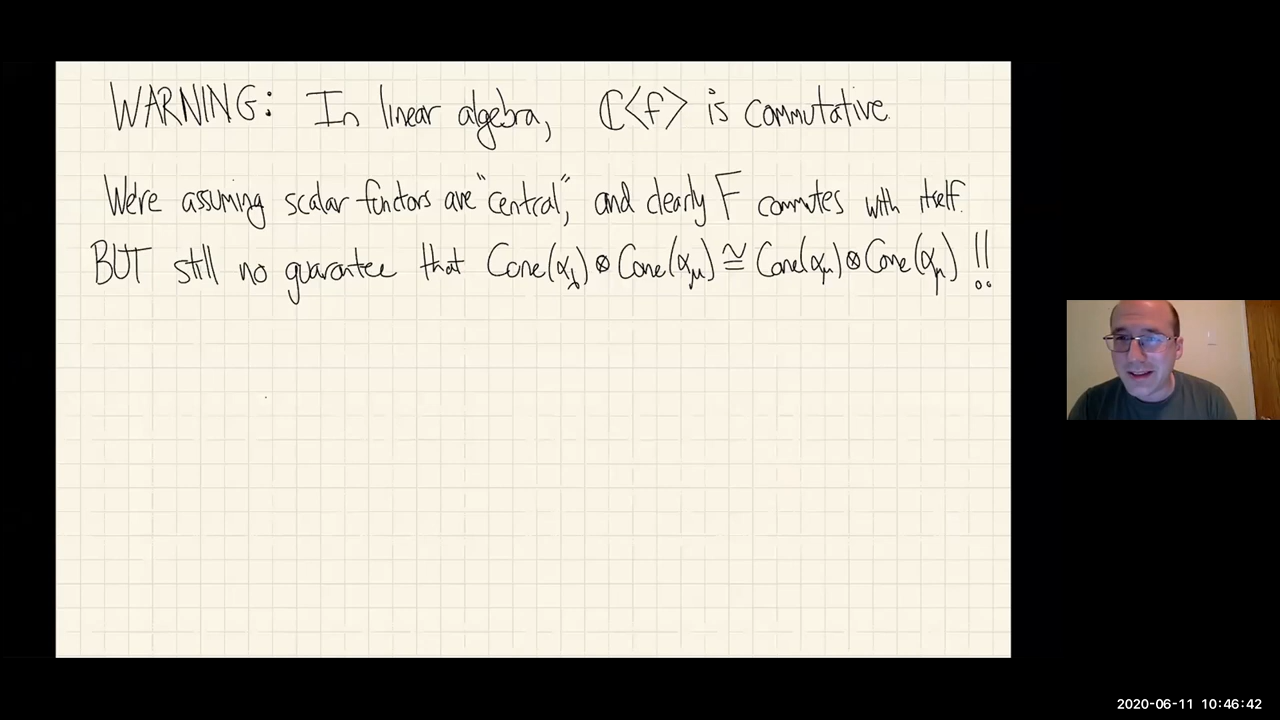 WARNING: In linear algebra, ℂ<f> is commutative.
We're assuming scalar functors are "central", and clearly F commutes with itself.
BUT still no guarantee that Cone(α_λ) ⊗ Cone(α_μ) ≅ Cone(α_μ) ⊗ Cone(α_λ) !!
2020-06-11 10:46:42